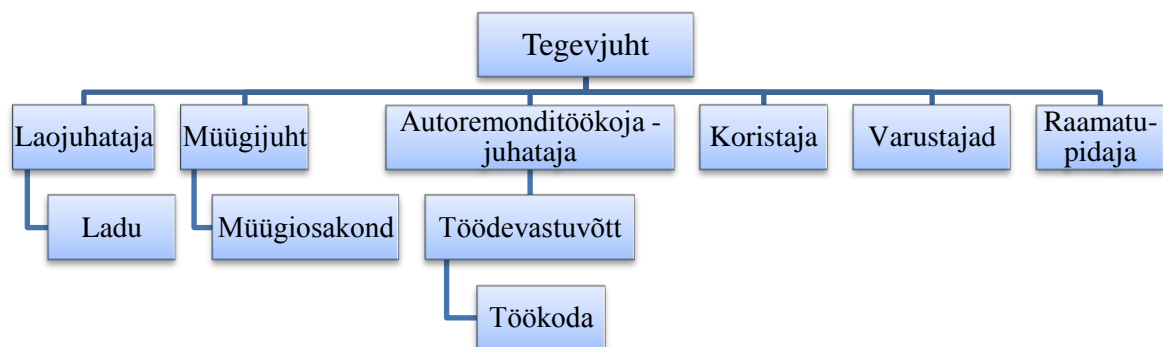 Tegevjuht
Laojuhataja
Müügijuht
Autoremonditöökoja -
juhataja
Koristaja
Varustajad
Raamatu-
pidaja
Ladu
Müügiosakond
Töödevastuvõtt
Töökoda